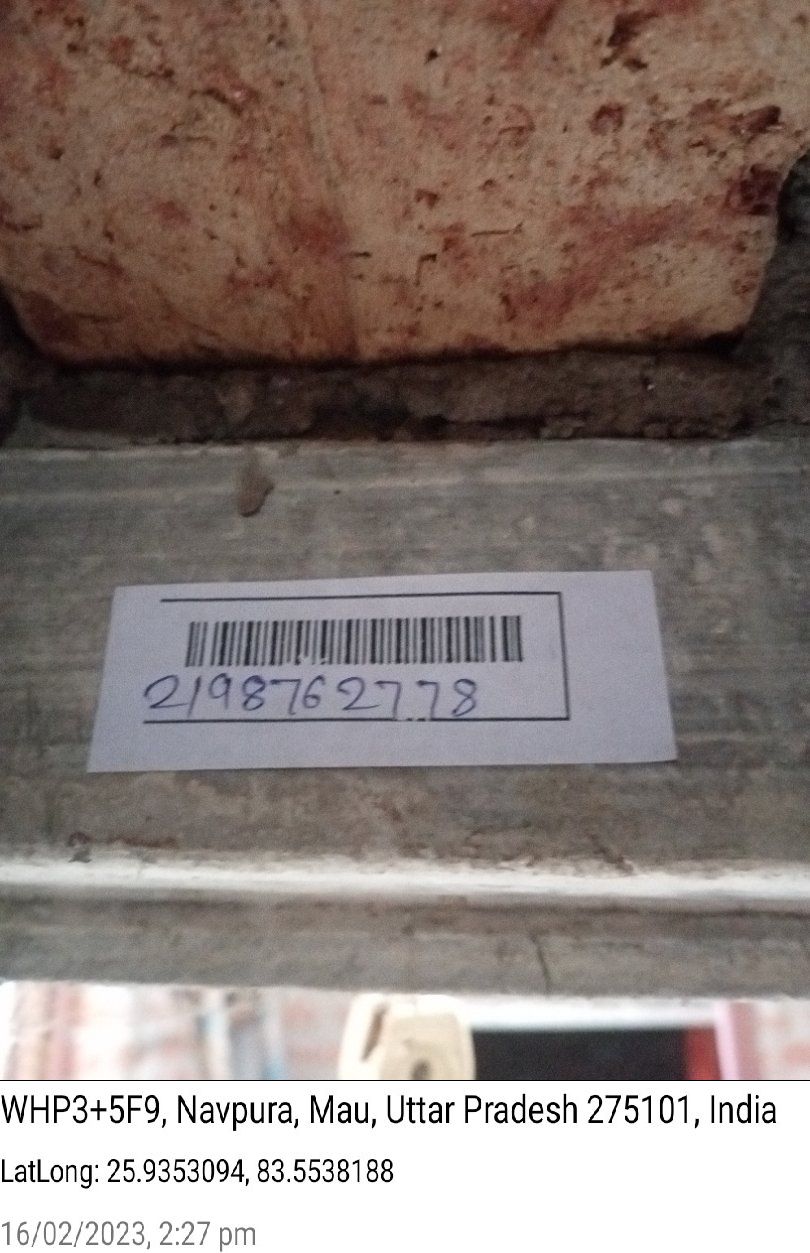 2198762778
WHP3+5F9, Navpura, Mau, Uttar Pradesh 275101, India
LatLong: 25.9353094, 83.5538188
16/02/2023, 2:27 pm